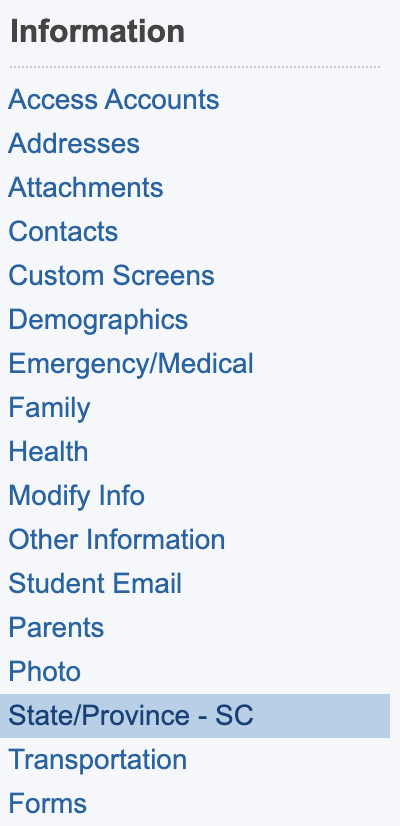 Information
Access Accounts
Addresses
Attachments
Contacts
Custom Screens
Demographics
Emergency/Medical
Family
Health
Modify Info
Other Information
Student Email
Parents
Photo
State/Province - SC
Transportation
Forms